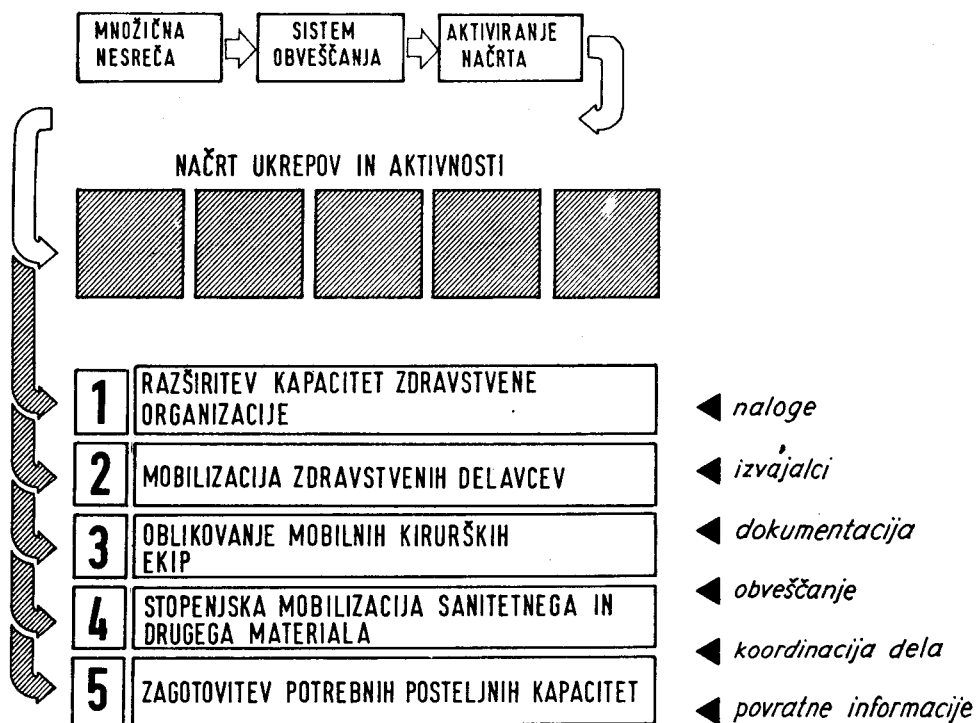 MNOŽIČNA
NESREČA
SISTEM
OBVEŠČANJA
AKTIVIRANJE
NAČRTA
NAČRT UKREPOV IN AKTIVNOSTI
1
RAZŠIRITEV KAPACITET ZDRAVSTVENE
ORGANIZACIJE
2
MOBILIZACIJA ZDRAVSTVENIH DELAVCEV
3
OBLIKOVANJE MOBILNIH KIRURŠKIH
EKIP
4
STOPENJSKA MOBILIZACIJA SANITETNEGA IN
DRUGEGA MATERIALA
5
ZAGOTOVITEV POTREBNIH POSTELJNIH KAPACITET
naloge
izvajalci
dokumentacija
obveščanje
koordinacija dela
povratne informacije